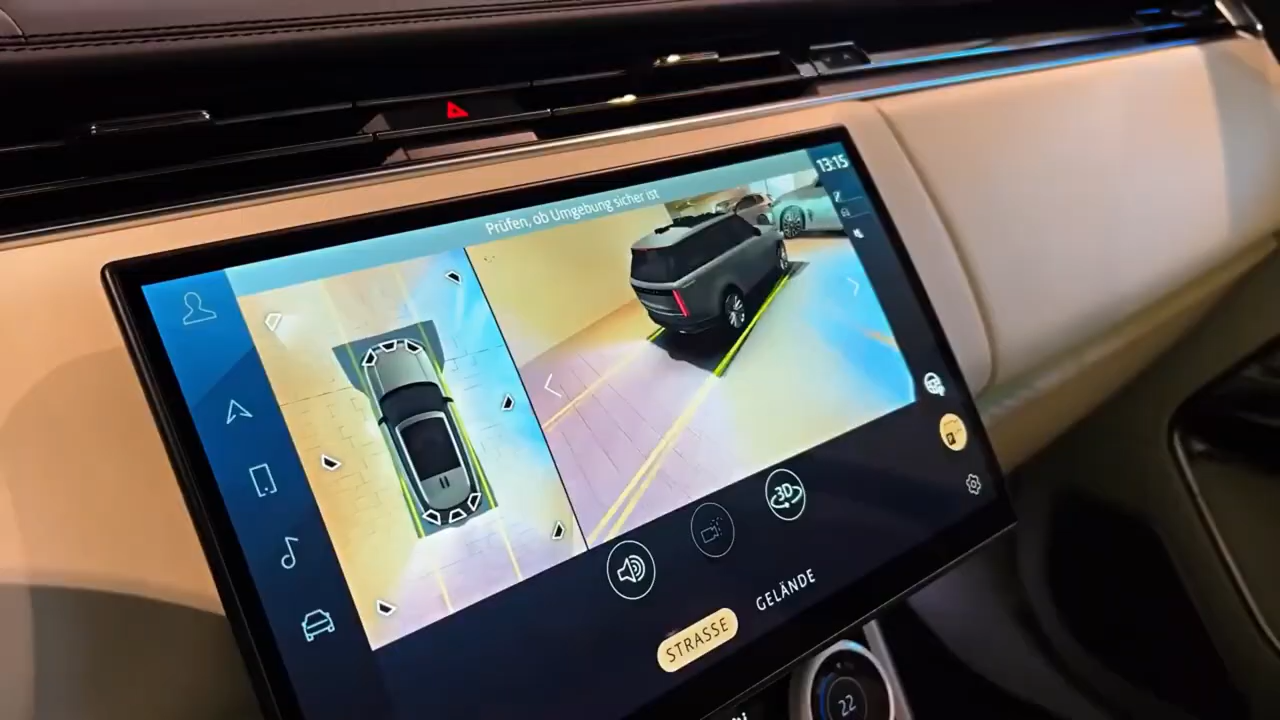 13:15
Prüfen, ob Umgebung sicher ist
3D
GELÄNDE
STRASSE
22